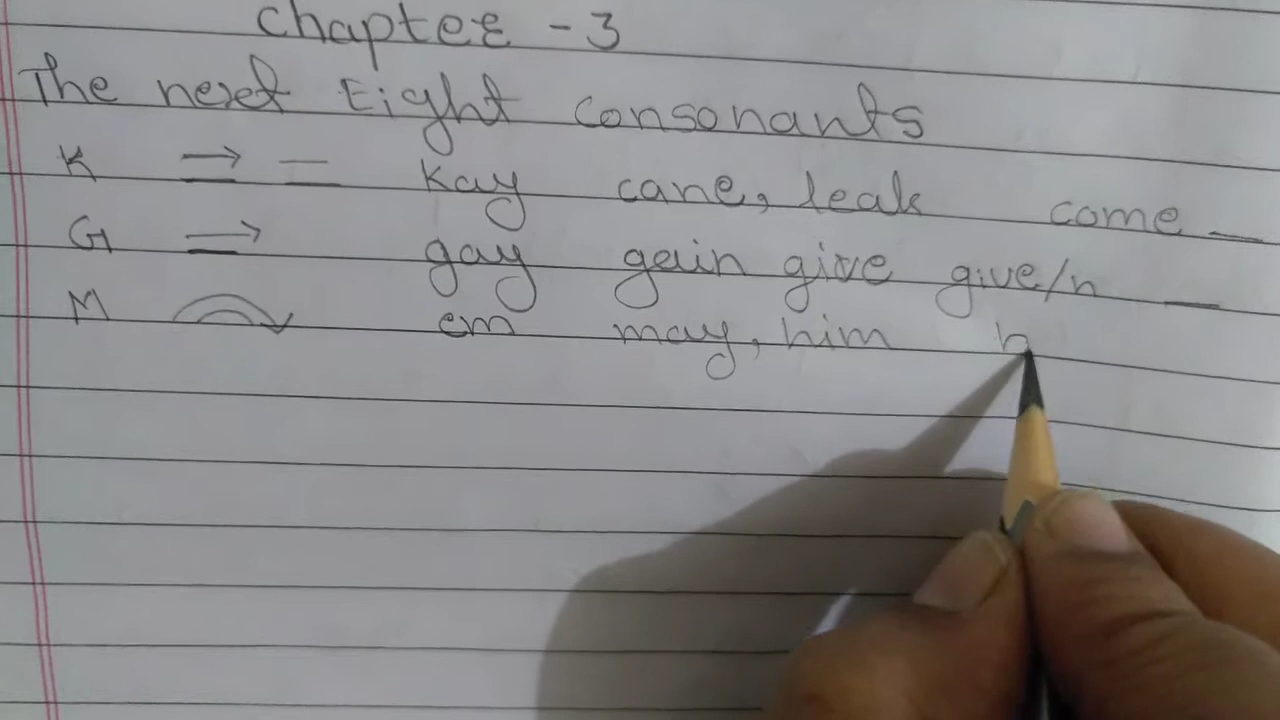 Chapter - 3
The next Eight consonants
K ⇒ — Kay cane, leak come —
G ⇒ gay gain give give/n —
M em may, him h